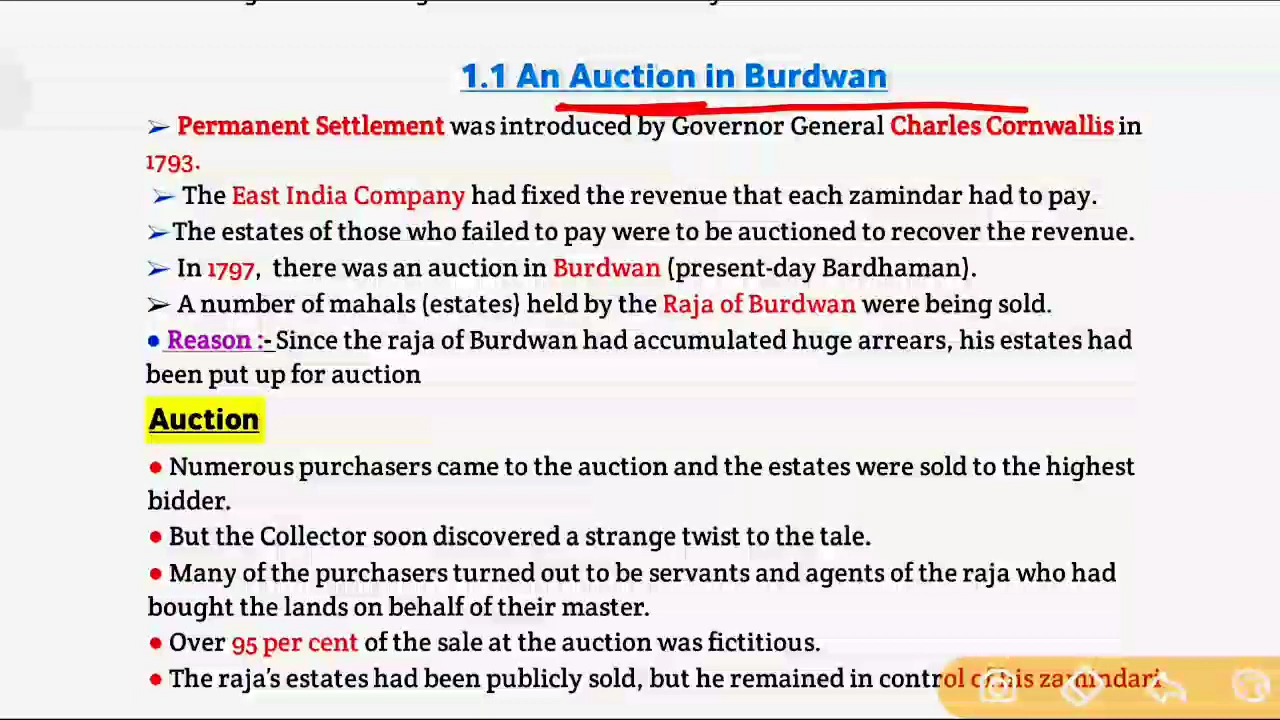 1.1 An Auction in Burdwan
➢ Permanent Settlement was introduced by Governor General Charles Cornwallis in
1793.
➢ The East India Company had fixed the revenue that each zamindar had to pay.
➢The estates of those who failed to pay were to be auctioned to recover the revenue.
➢ In 1797, there was an auction in Burdwan (present-day Bardhaman).
➢ A number of mahals (estates) held by the Raja of Burdwan were being sold.
● Reason :- Since the raja of Burdwan had accumulated huge arrears, his estates had
been put up for auction
Auction
● Numerous purchasers came to the auction and the estates were sold to the highest
bidder.
● But the Collector soon discovered a strange twist to the tale.
● Many of the purchasers turned out to be servants and agents of the raja who had
bought the lands on behalf of their master.
● Over 95 per cent of the sale at the auction was fictitious.
● The raja's estates had been publicly sold, but he remained in control of his zamindari